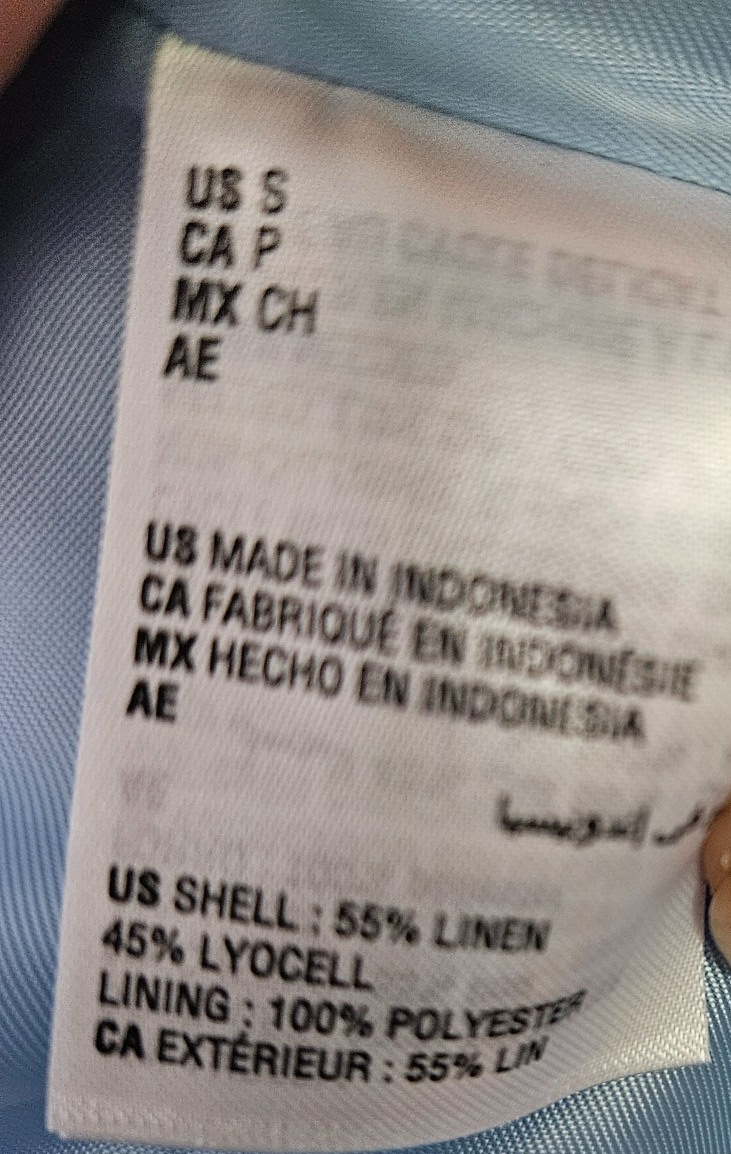 US S
CA P
MX CH
AE
US MADE IN INDONESIA
CA FABRIQUÉ EN INDONÉSIE
MX HECHO EN INDONESIA
AE
إندونيسيا
US SHELL : 55% LINEN
45% LYOCELL
LINING : 100% POLYESTER
CA EXTÉRIEUR : 55% LIN